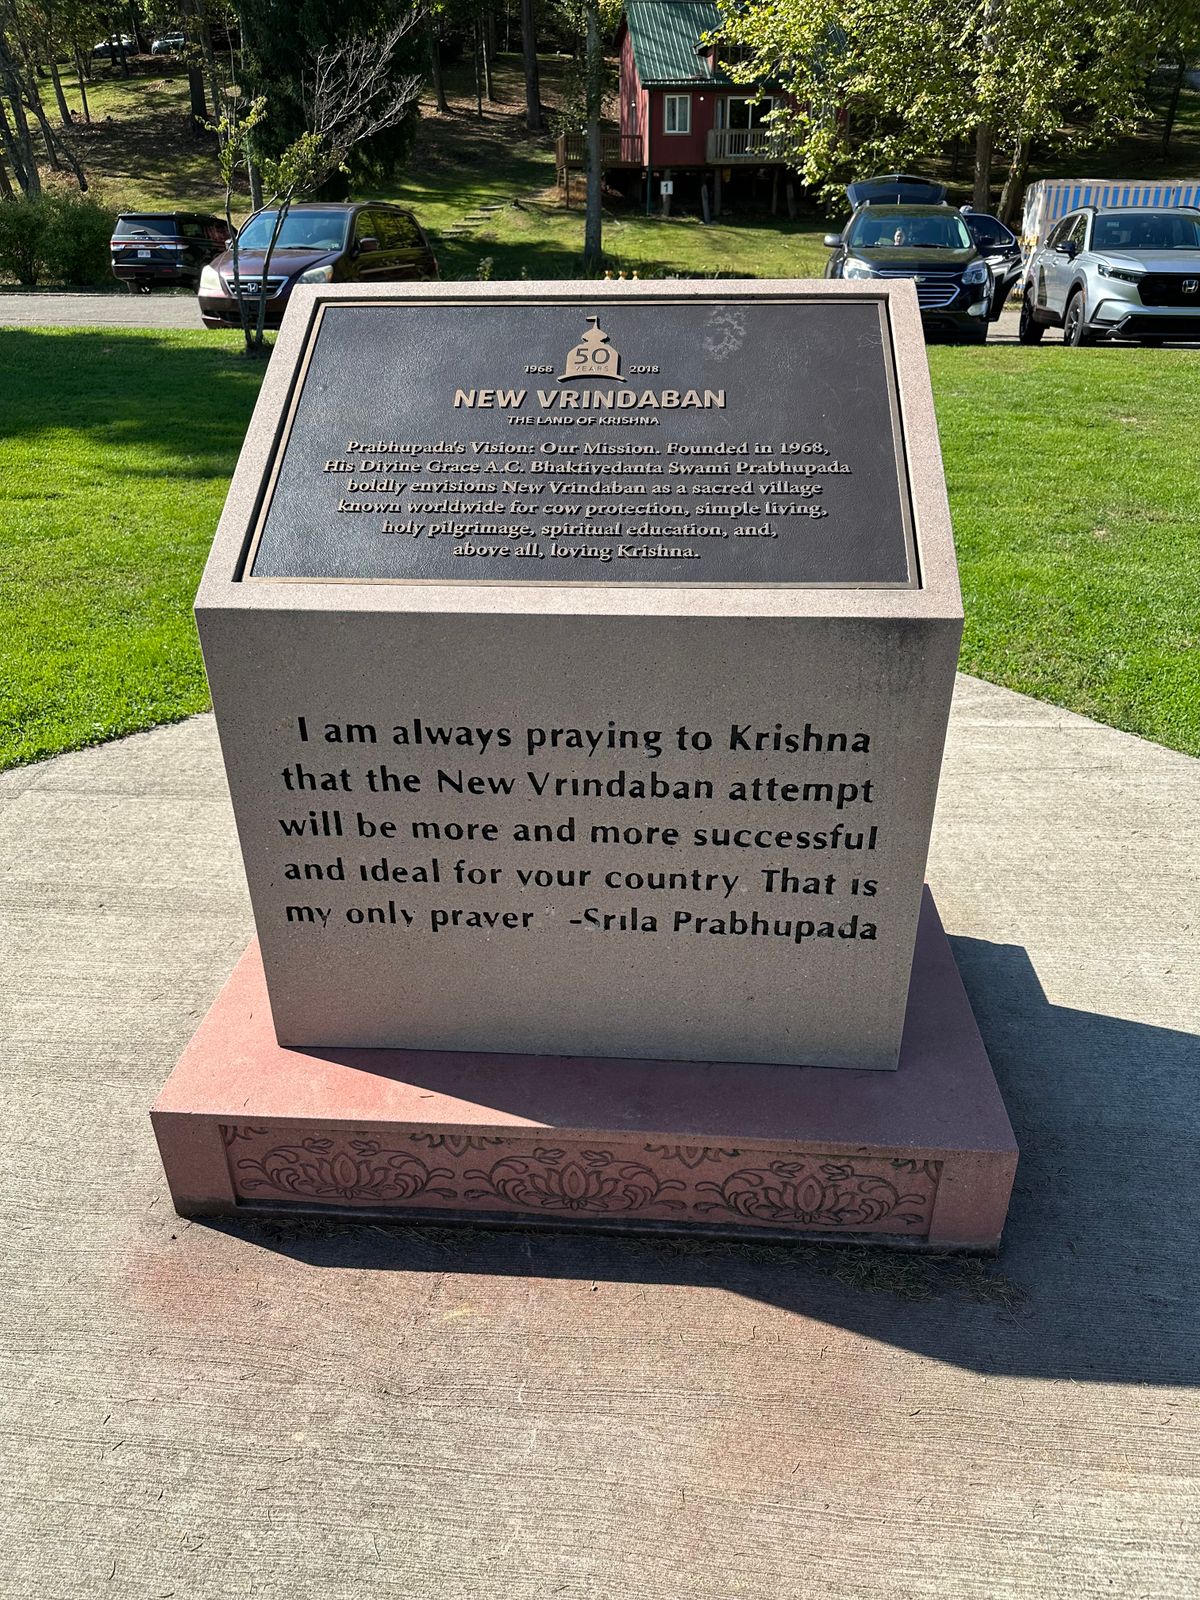 1
50
YEARS
1968 2018
NEW VRINDABAN
THE LAND OF KRISHNA
Prabhupada's Vision: Our Mission. Founded in 1968,
His Divine Grace A.C. Bhaktivedanta Swami Prabhupada
boldly envisions New Vrindaban as a sacred village
known worldwide for cow protection, simple living,
holy pilgrimage, spiritual education, and,
above all, loving Krishna.
I am always praying to Krishna
that the New Vrindaban attempt
will be more and more successful
and ideal for your country That is
my only prayer -Srila Prabhupada